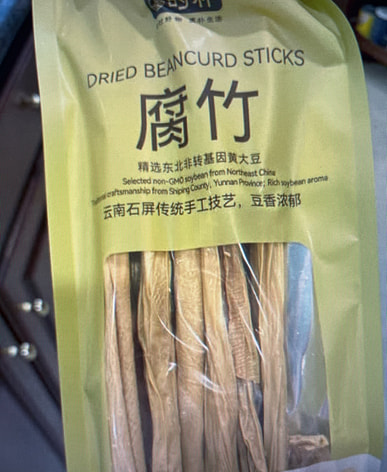 DRIED BEANCURD STICKS
腐竹
精选东北非转基因黄大豆
Selected non-GMO soybean from Northeast China
craftsmanship from Shiping County, Yunnan Province; Rich soybean aroma
云南石屏传统手工技艺，豆香浓郁